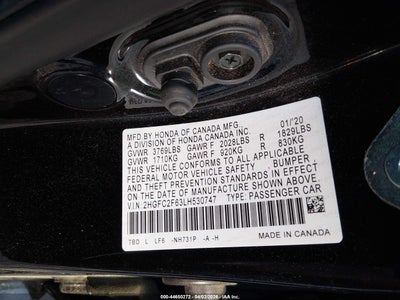 MFD.BY HONDA OF CANADA MFG. 01/'20
A DIVISION OF HONDA CANADA INC.
GVWR 3769LBS GAWR F 2028LBS R 1829LBS
GVWR 1710KG GAWR F 920KG R 830KG
THIS VEHICLE CONFORMS TO ALL APPLICABLE
FEDERAL MOTOR VEHICLE SAFETY , BUMPER ,
AND THEFT PREVENTION STANDARDS IN EFFECT
ON THE DATE OF MANUFACTURE SHOWN ABOVE.
V.I.N: 2HGFC2F63LH530747 TYPE: PASSENGER CAR
TBD L LF6 -NH731P -A -H
MADE IN CANADA
000-44650272 - 04/02/2026 - IAA Inc.